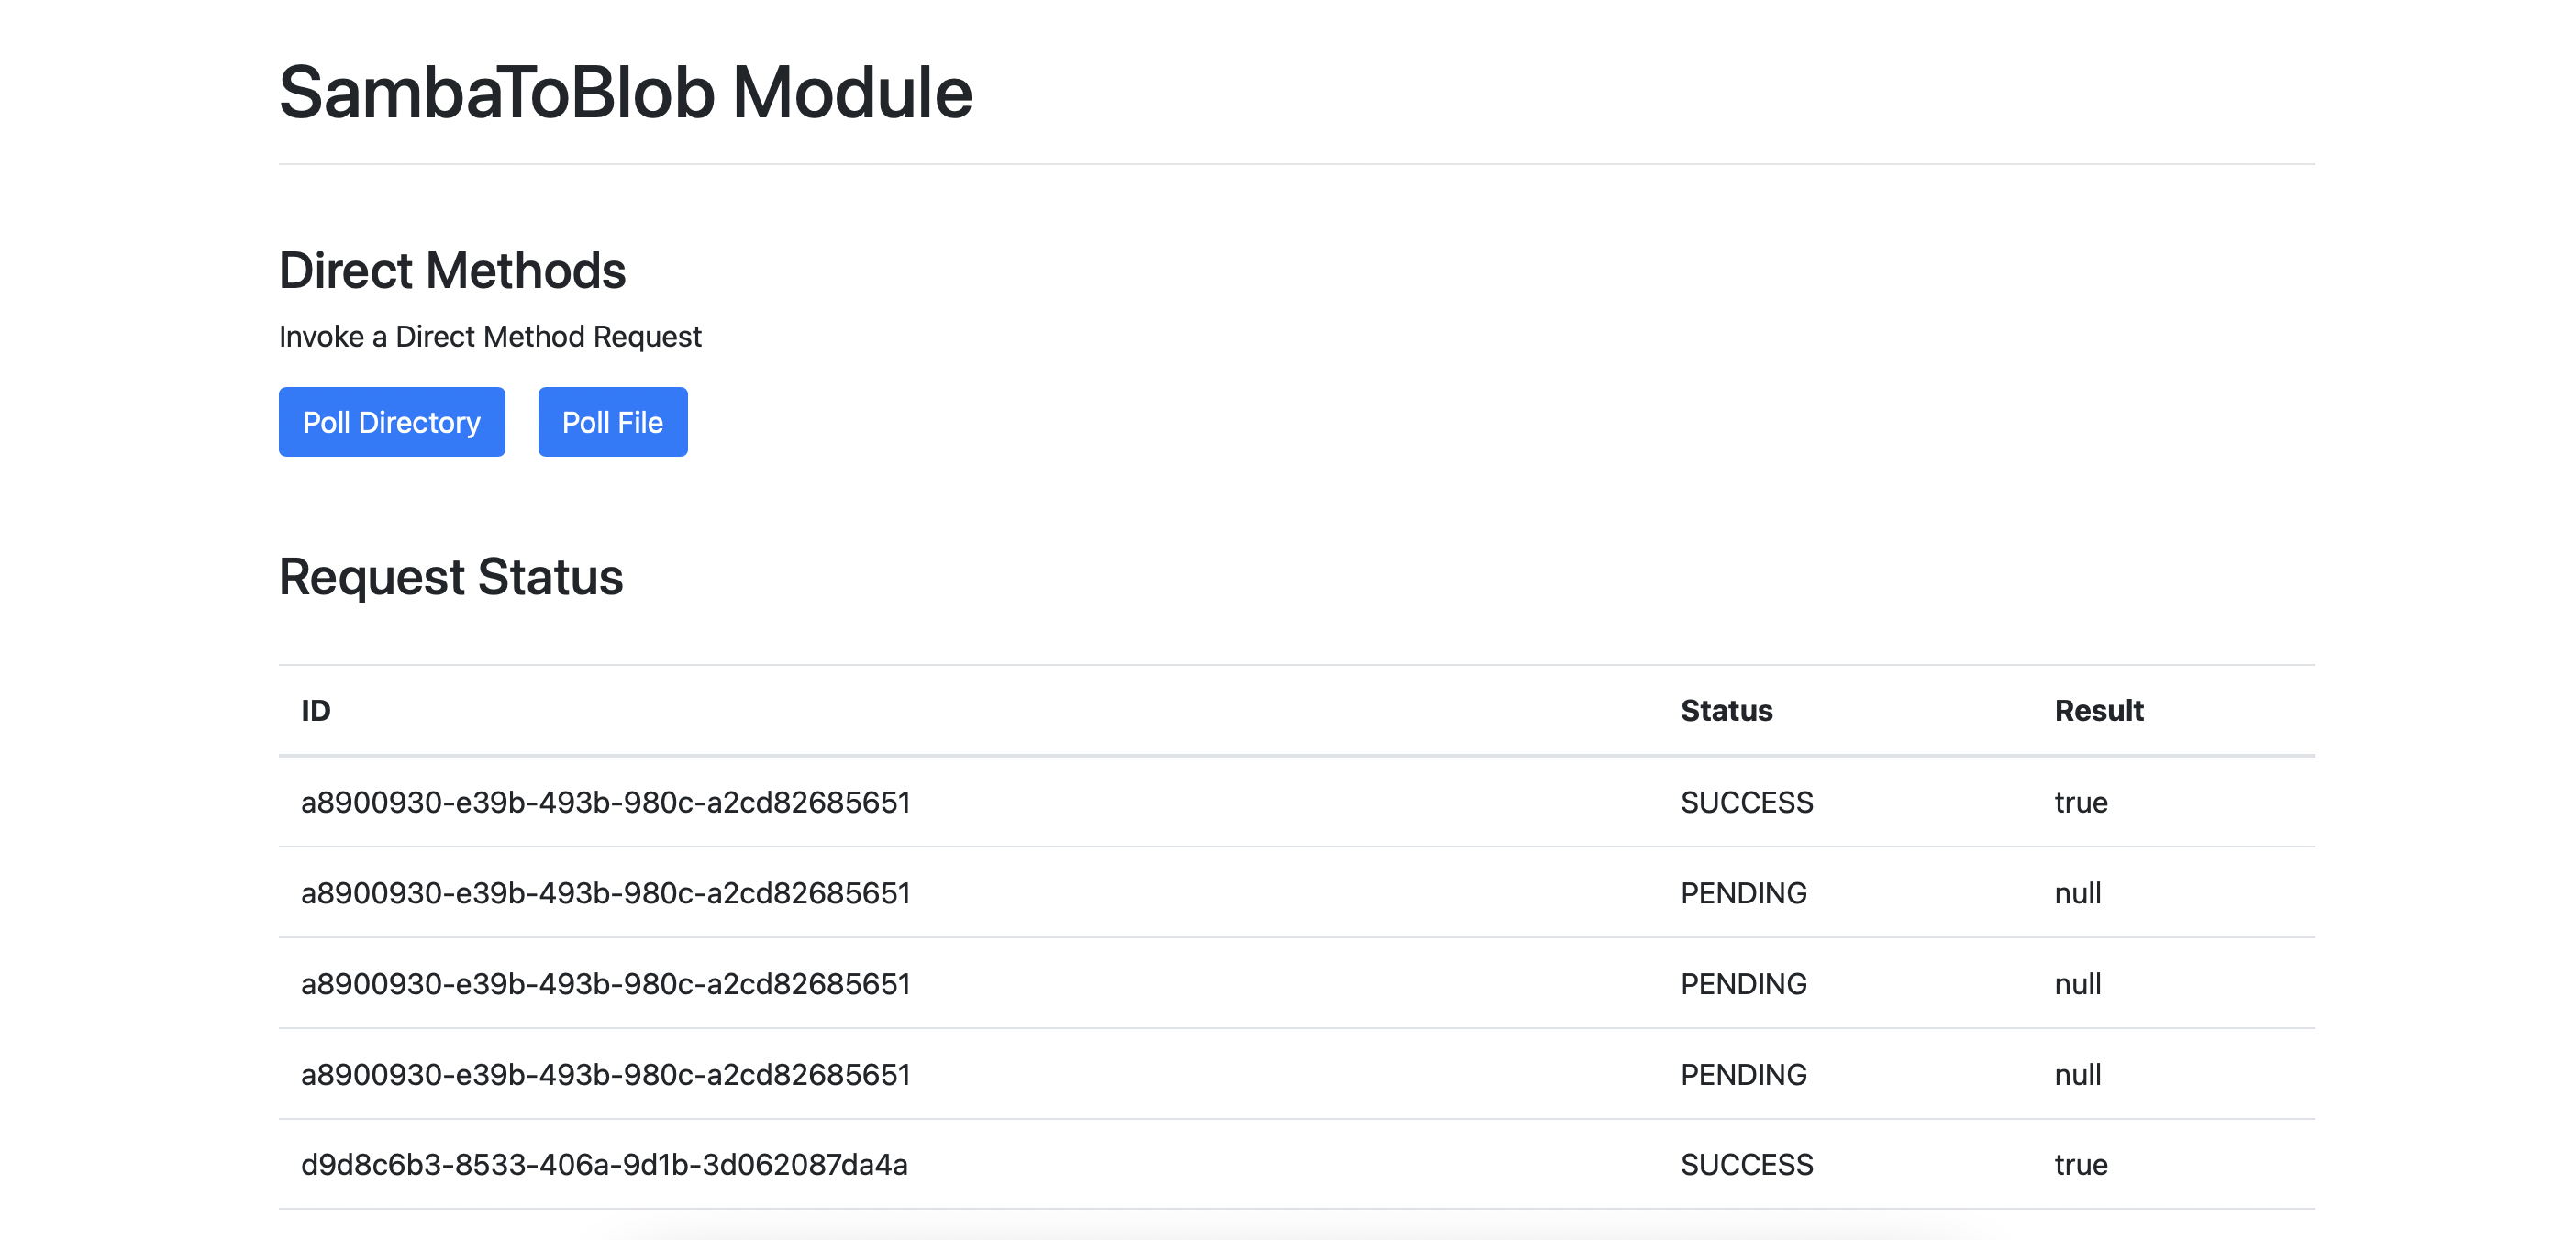 SambaToBlob Module
Direct Methods
Invoke a Direct Method Request
Poll Directory Poll File
Request Status
ID Status Result
a8900930-e39b-493b-980c-a2cd82685651 SUCCESS true
a8900930-e39b-493b-980c-a2cd82685651 PENDING null
a8900930-e39b-493b-980c-a2cd82685651 PENDING null
a8900930-e39b-493b-980c-a2cd82685651 PENDING null
d9d8c6b3-8533-406a-9d1b-3d062087da4a SUCCESS true